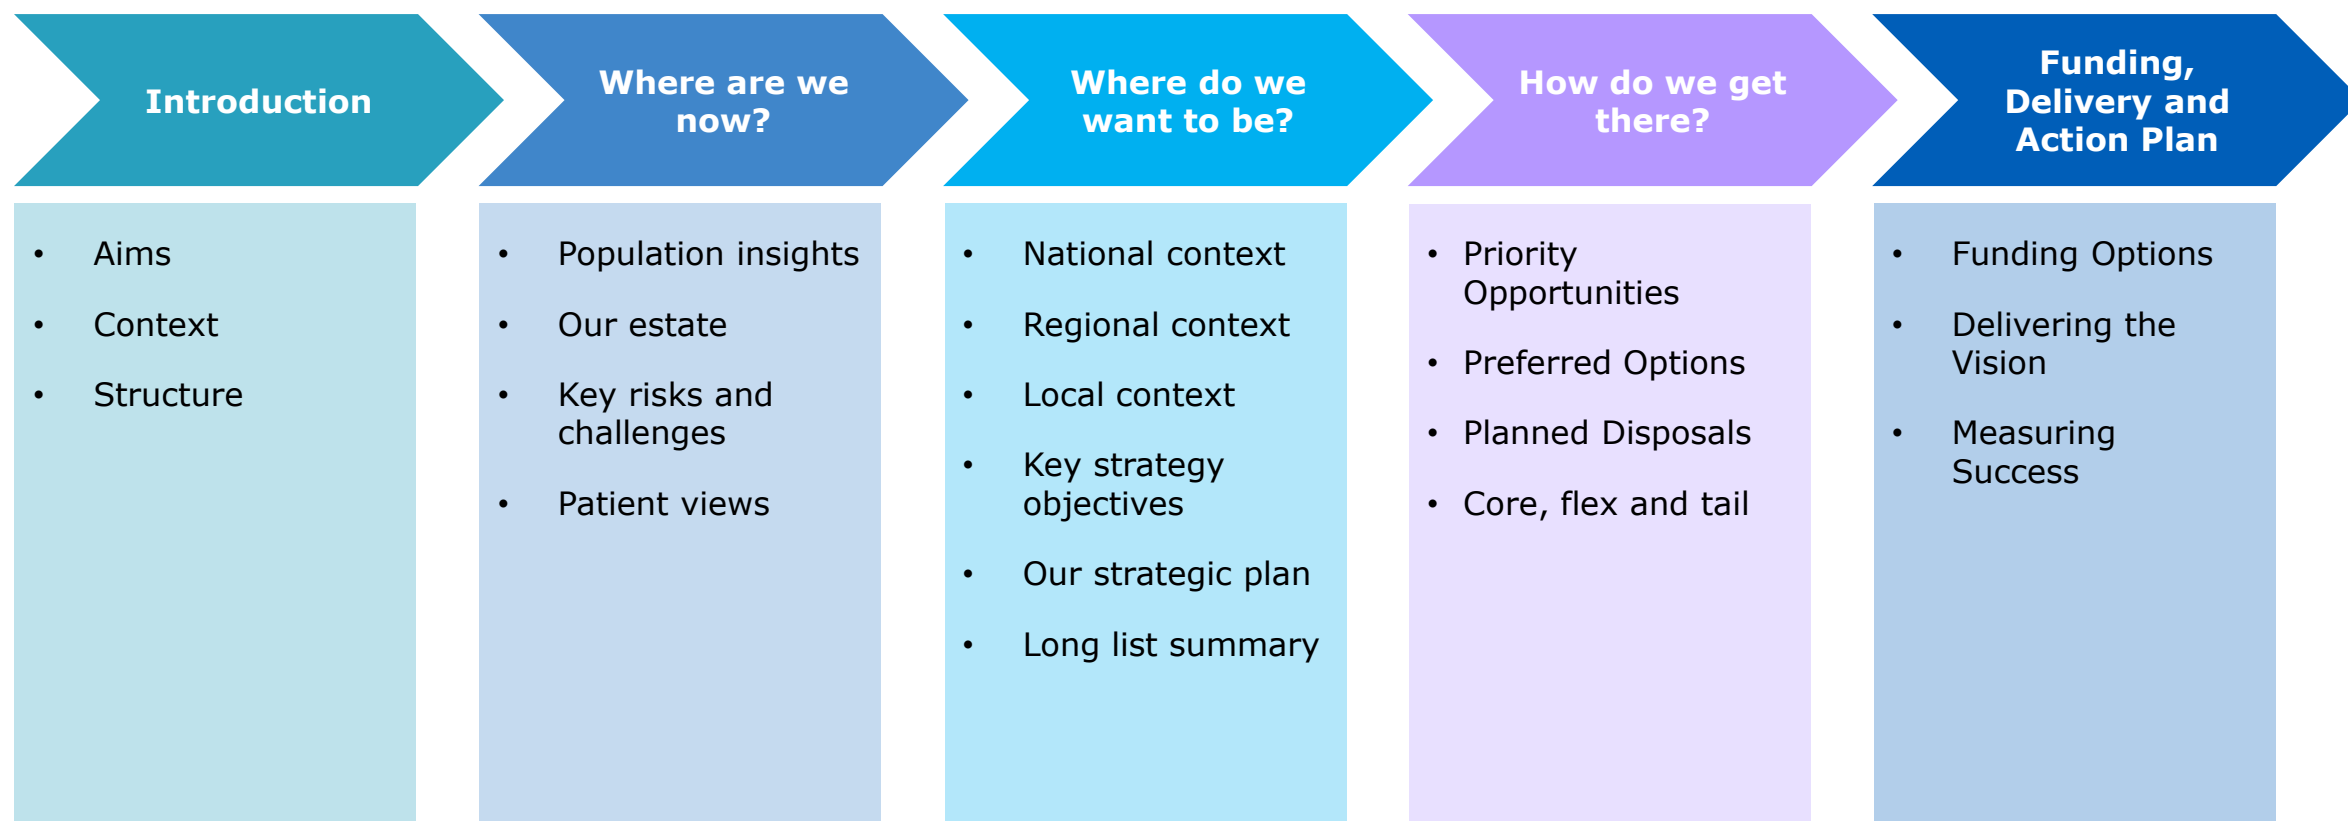 Introduction
• Aims
• Context
• Structure
Where are we
now?
• Population insights
• Our estate
• Key risks and
challenges
• Patient views
Where do we
want to be?
• National context
• Regional context
• Local context
• Key strategy
objectives
• Our strategic plan
• Long list summary
How do we get
there?
• Priority
Opportunities
• Preferred Options
• Planned Disposals
• Core, flex and tail
Funding,
Delivery and
Action Plan
• Funding Options
• Delivering the
Vision
• Measuring
Success